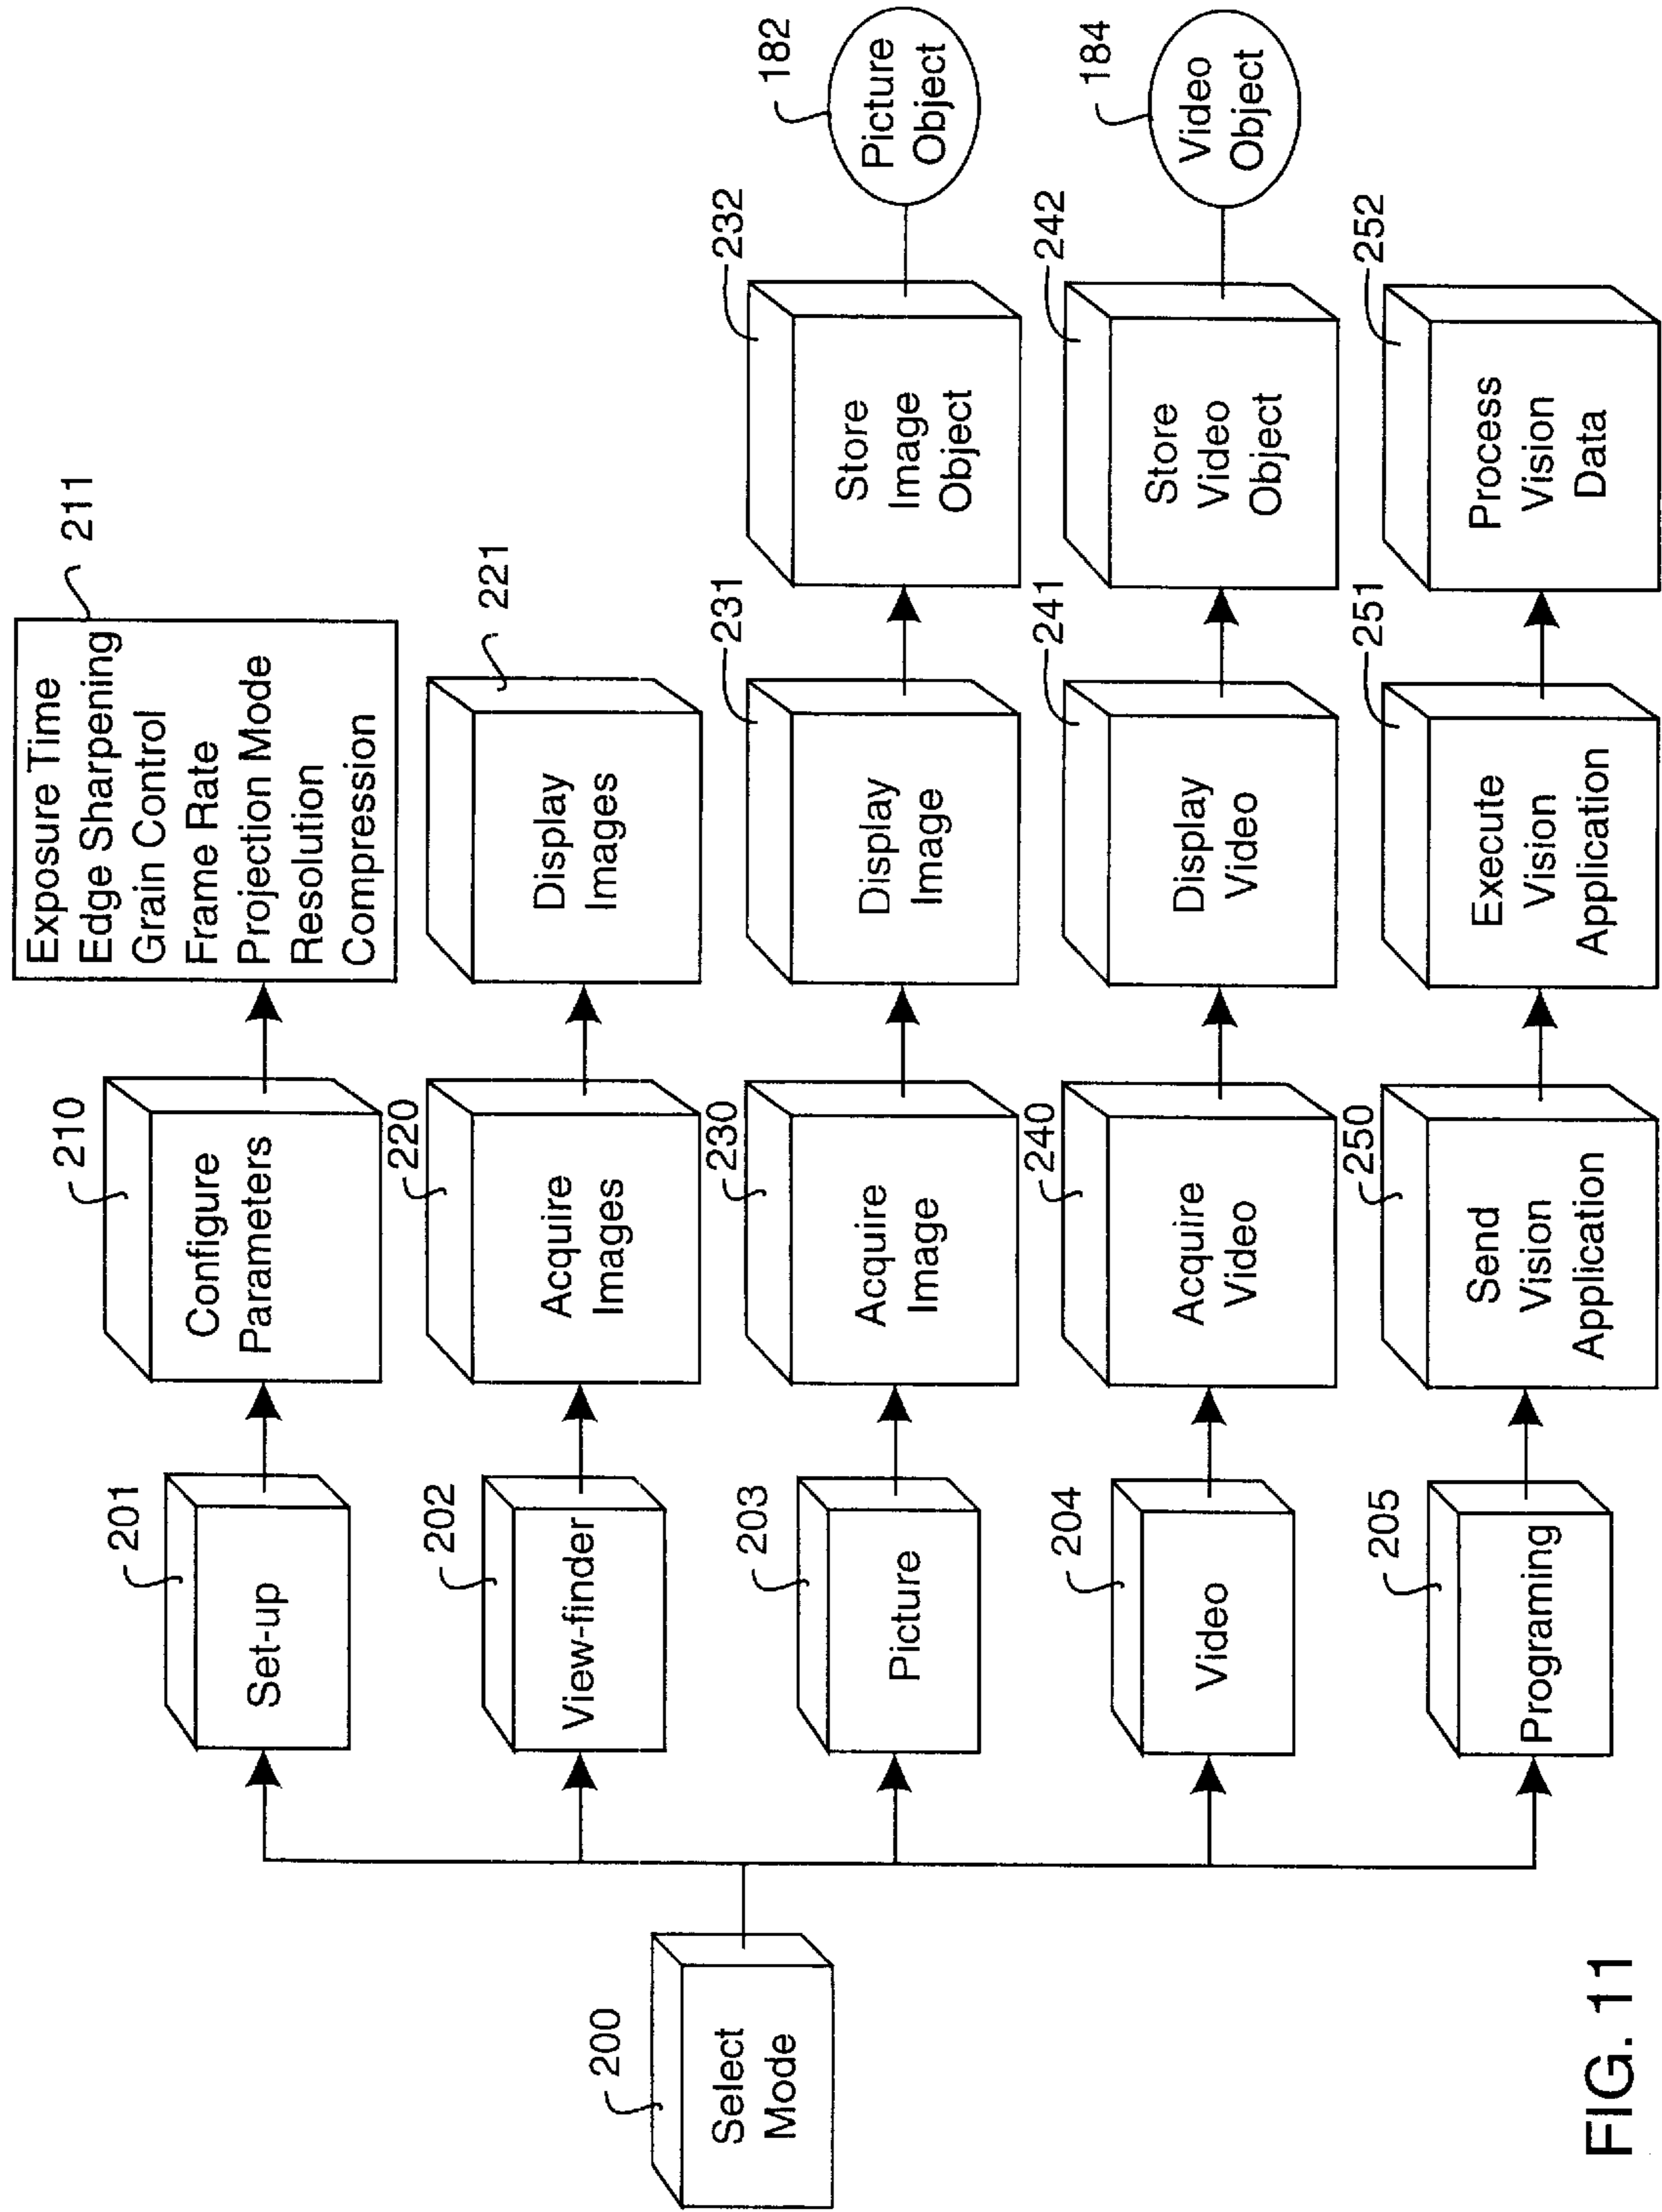 200
Select
Mode
201
Set-up
210
Configure
Parameters
211
Exposure Time
Edge Sharpening
Grain Control
Frame Rate
Projection Mode
Resolution
Compression
202
View-finder
220
Acquire
Images
221
Display
Images
203
Picture
230
Acquire
Image
231
Display
Image
232
Store
Image
Object
182
Picture
Object
204
Video
240
Acquire
Video
241
Display
Video
242
Store
Video
Object
184
Video
Object
205
Programing
250
Send
Vision
Application
251
Execute
Vision
Application
252
Process
Vision
Data
FIG. 11